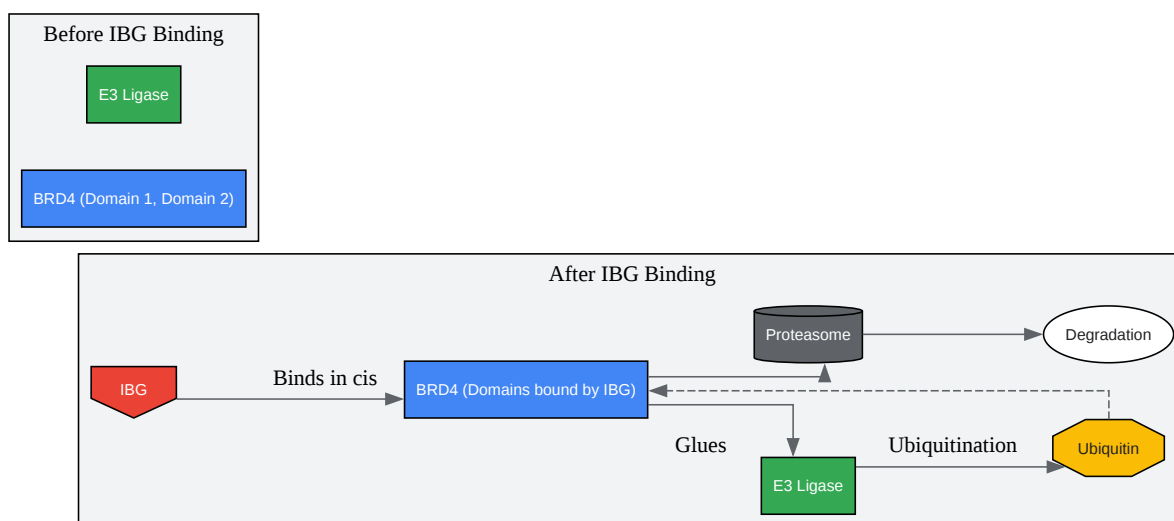 Before IBG Binding
E3 Ligase
BRD4 (Domain 1, Domain 2)
After IBG Binding
Proteasome
Degradation
IBG
Binds in cis
BRD4 (Domains bound by IBG)
Glues
Ubiquitination
Ubiquitin
E3 Ligase